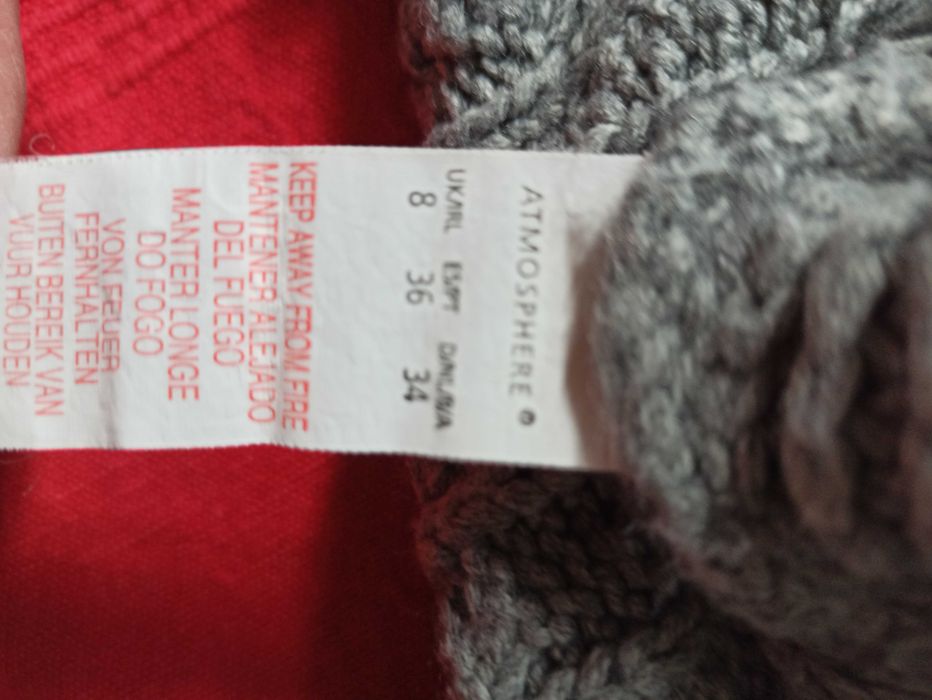 ATMOSPHERE ®
UK/IRL ES/PT D/NL/B/A
8 36 34
KEEP AWAY FROM FIRE
MANTENER ALEJADO
DEL FUEGO
MANTER LONGE
DO FOGO
VON FEUER
FERNHALTEN
BUITEN BEREIK VAN
VUUR HOUDEN